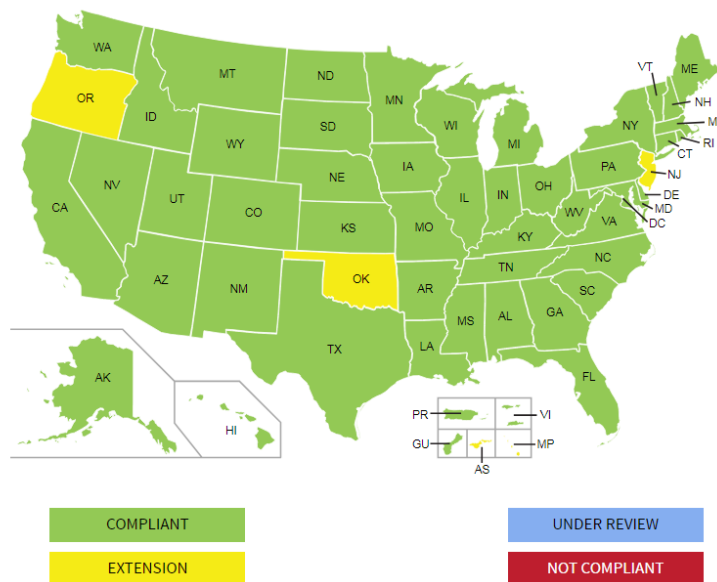 WA
MT
ND
MN
VT
ME
OR
ID
SD
WI
MI
NY
NH
M
RI
CT
WY
NE
IA
PA
NJ
NV
UT
CO
KS
MO
IL
IN
OH
WV
VA
DE
MD
DC
CA
KY
AZ
NM
OK
AR
TN
NC
SC
TX
LA
MS
AL
GA
FL
AK
HI
PR
VI
GU
AS
MP
COMPLIANT
UNDER REVIEW
EXTENSION
NOT COMPLIANT